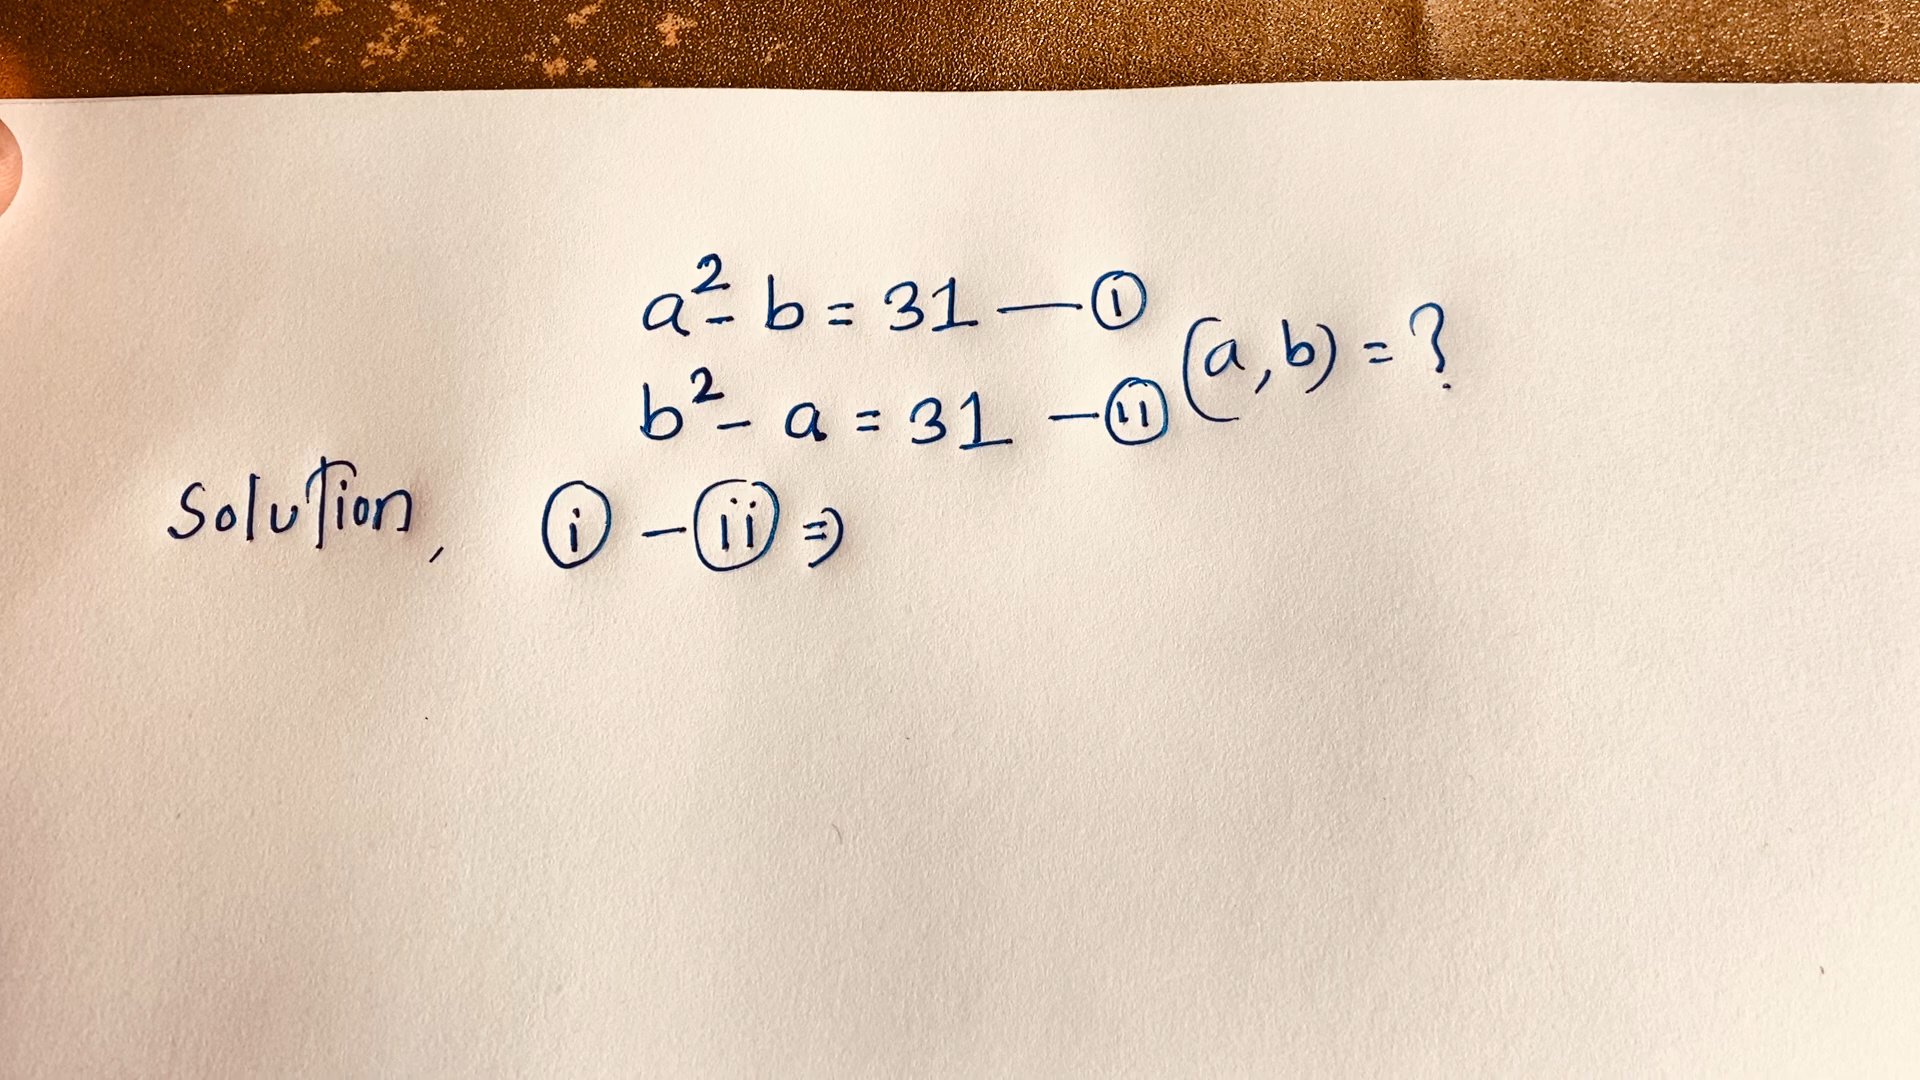 a² - b = 31 — ⓘ
b² - a = 31 — ⓘⓘ (a, b) = ?
Solution, ⓘ - ⓘⓘ ⇒